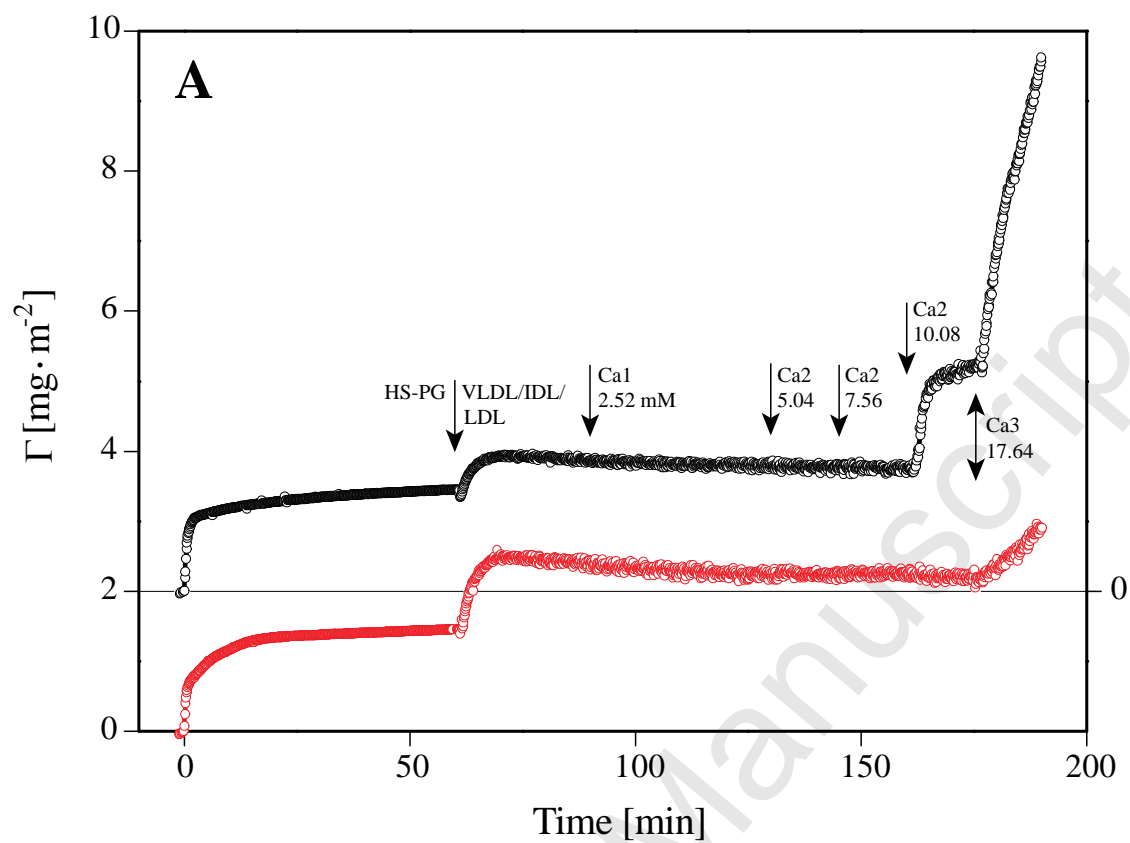 A
10
8
6
4
2
0
Γ [mg·m⁻²]
HS-PG
VLDL/IDL/
LDL
Ca1
2.52 mM
Ca2
5.04
Ca2
7.56
Ca2
10.08
Ca3
17.64
0
0
50
100
150
200
Time [min]
Manuscript